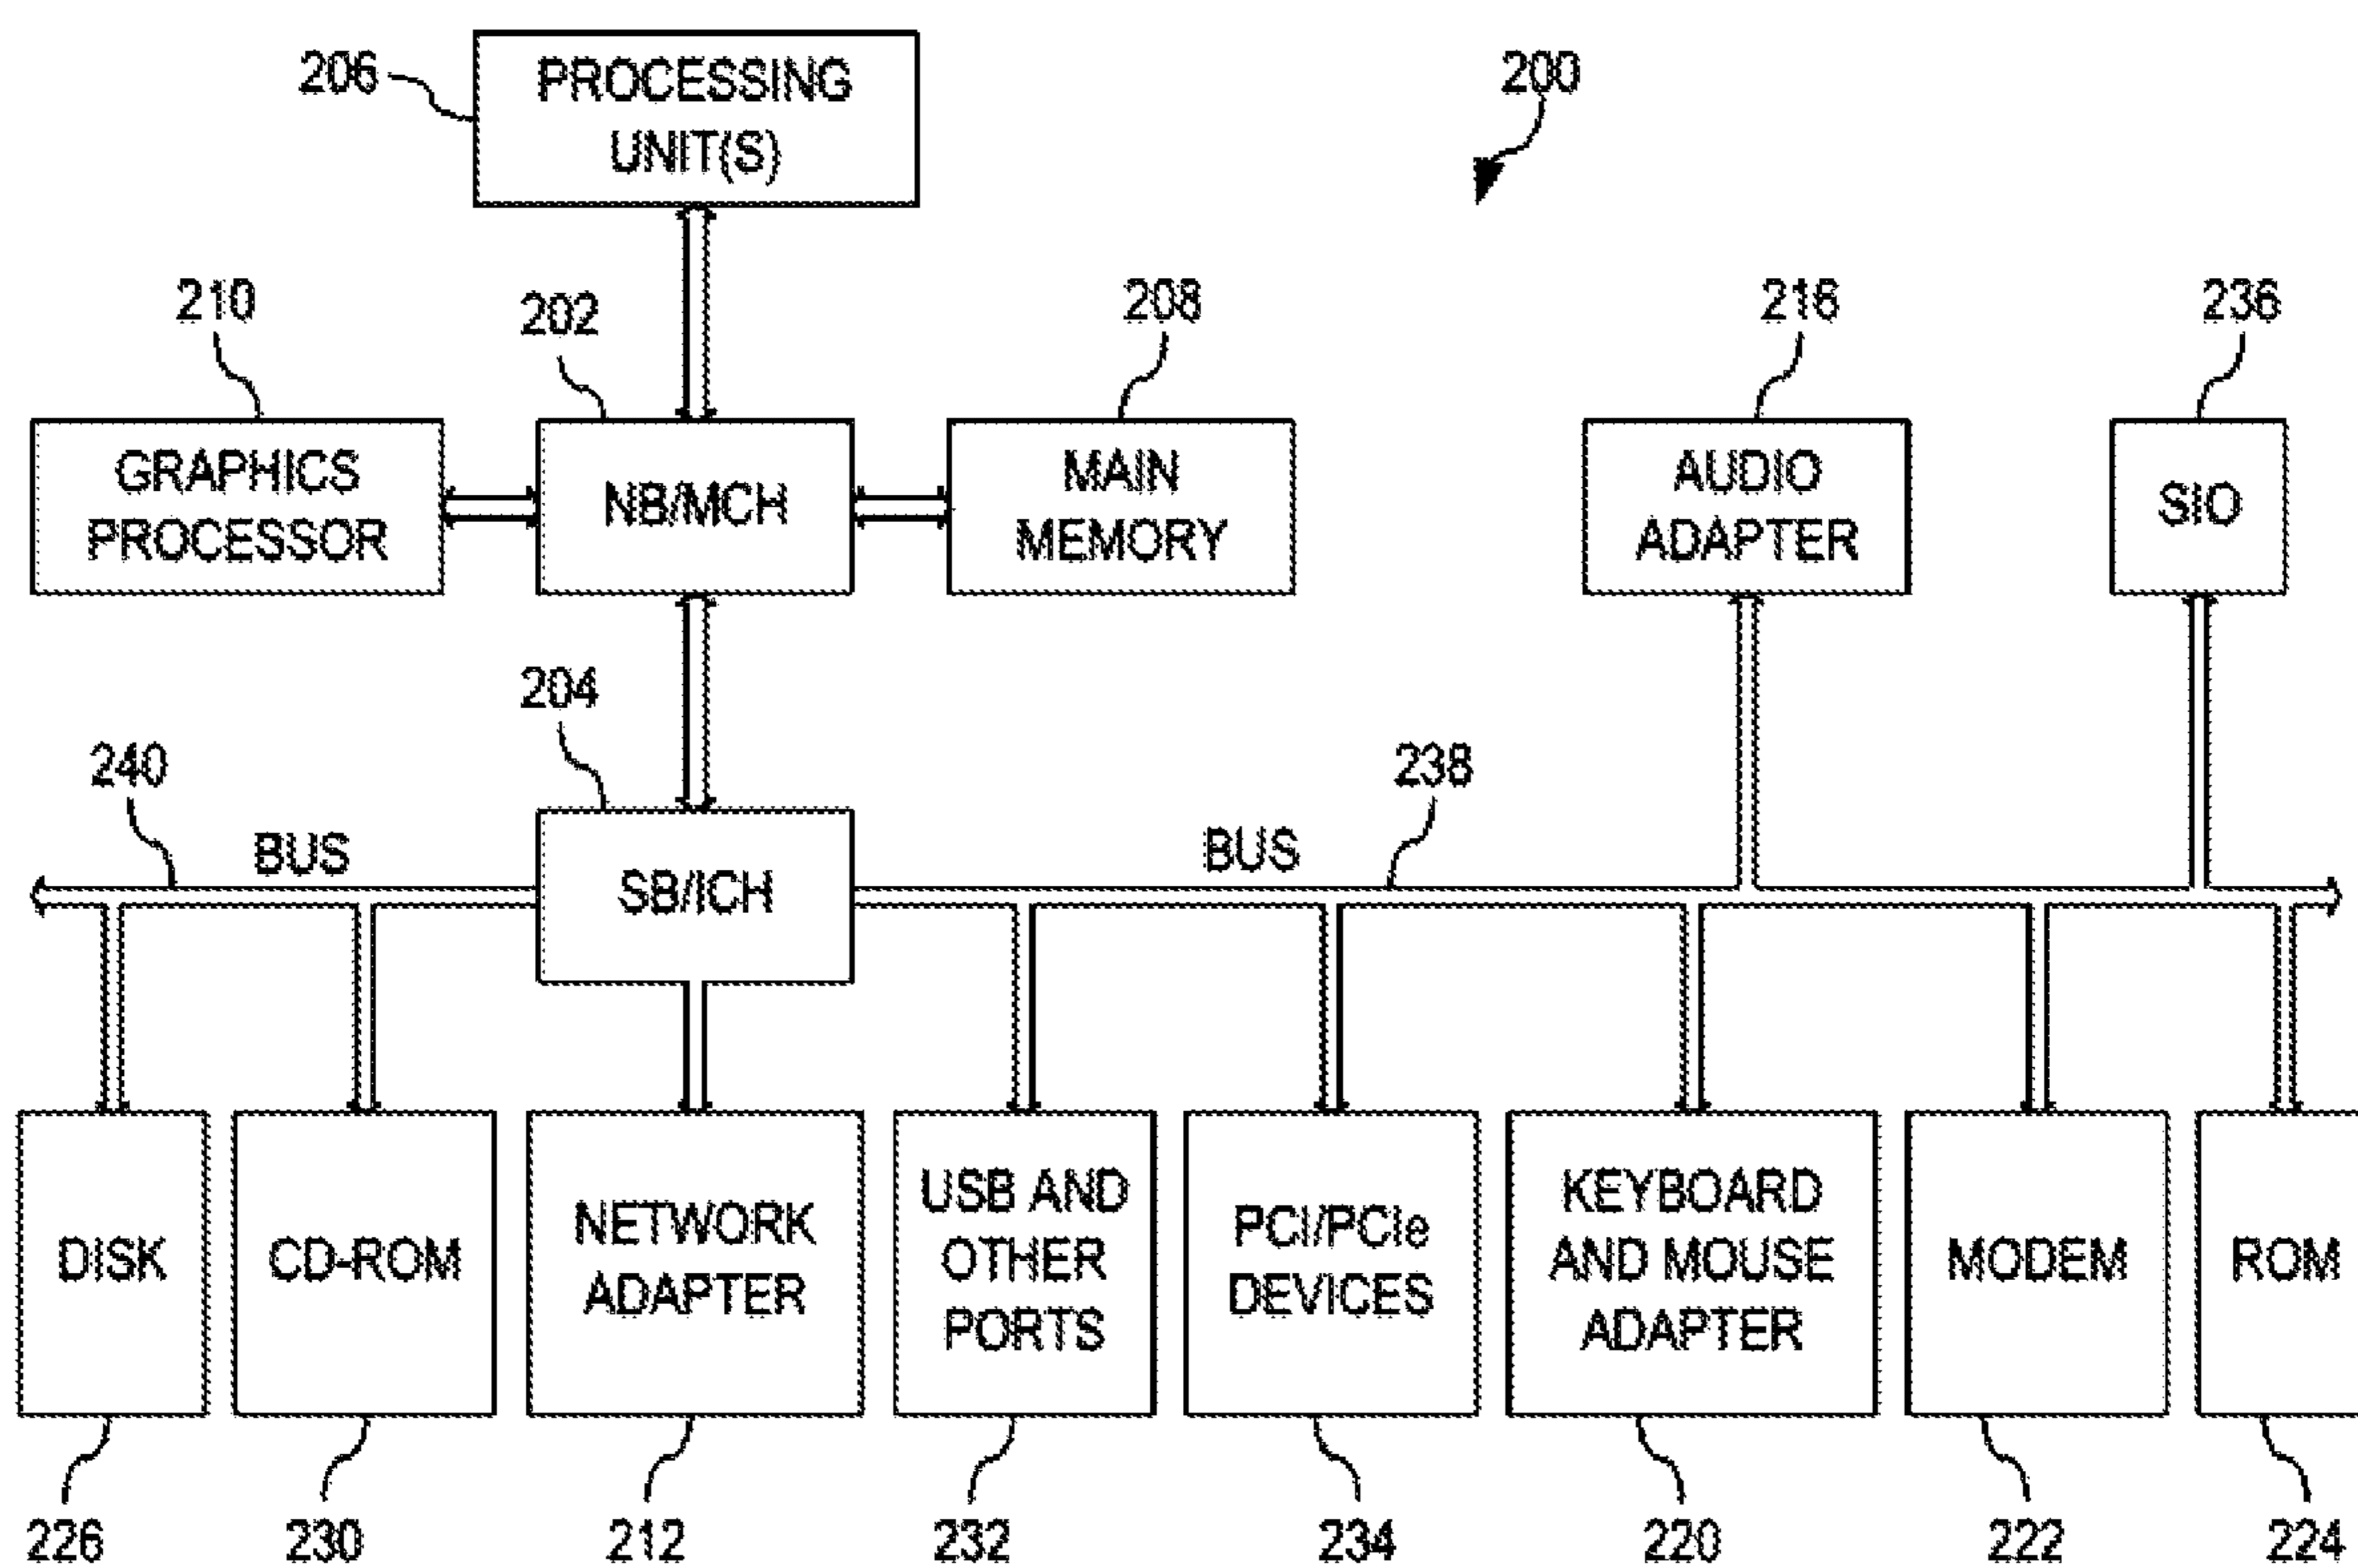 206
PROCESSING
UNIT(S)
200
210
202
208
216
236
GRAPHICS
PROCESSOR
NB/MCH
MAIN
MEMORY
AUDIO
ADAPTER
SIO
204
240
BUS
SB/ICH
BUS
238
DISK
CD-ROM
NETWORK
ADAPTER
USB AND
OTHER
PORTS
PCI/PCIe
DEVICES
KEYBOARD
AND MOUSE
ADAPTER
MODEM
ROM
226
230
212
232
234
220
222
224